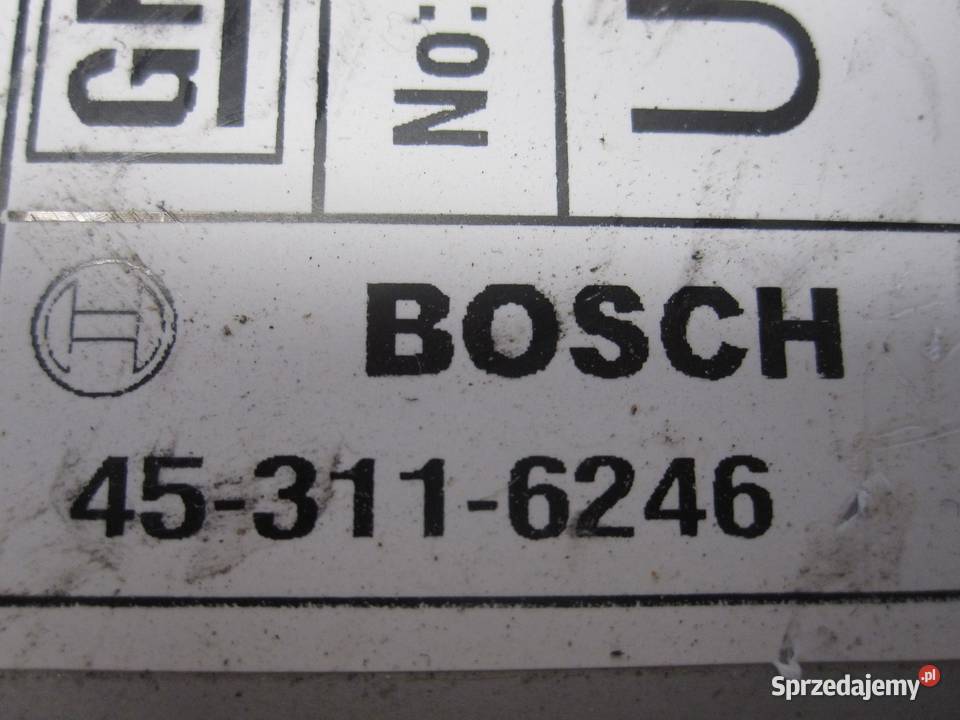 No:
U
BOSCH
45-311-6246
Sprzedajemy.pl